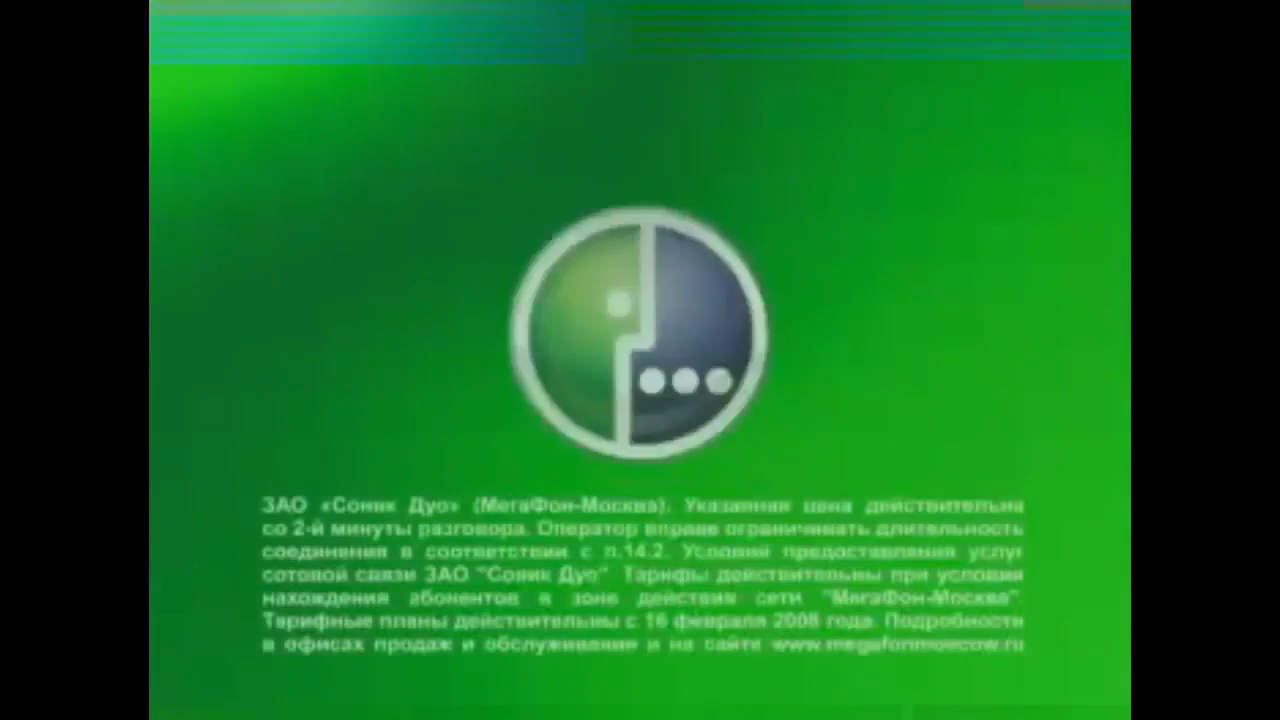 ЗАО «Соник Дуо» (МегаФон-Москва). Указанная цена действительна
со 2-й минуты разговора. Оператор вправе ограничивать длительность
соединения в соответствии с п.14.2. Условий предоставления услуг
сотовой связи ЗАО "Соник Дуо". Тарифы действительны при условии
нахождения абонентов в зоне действия сети "МегаФон-Москва".
Тарифные планы действительны с 16 февраля 2008 года. Подробности
в офисах продаж и обслуживания и на сайте www.megafonmoscow.ru